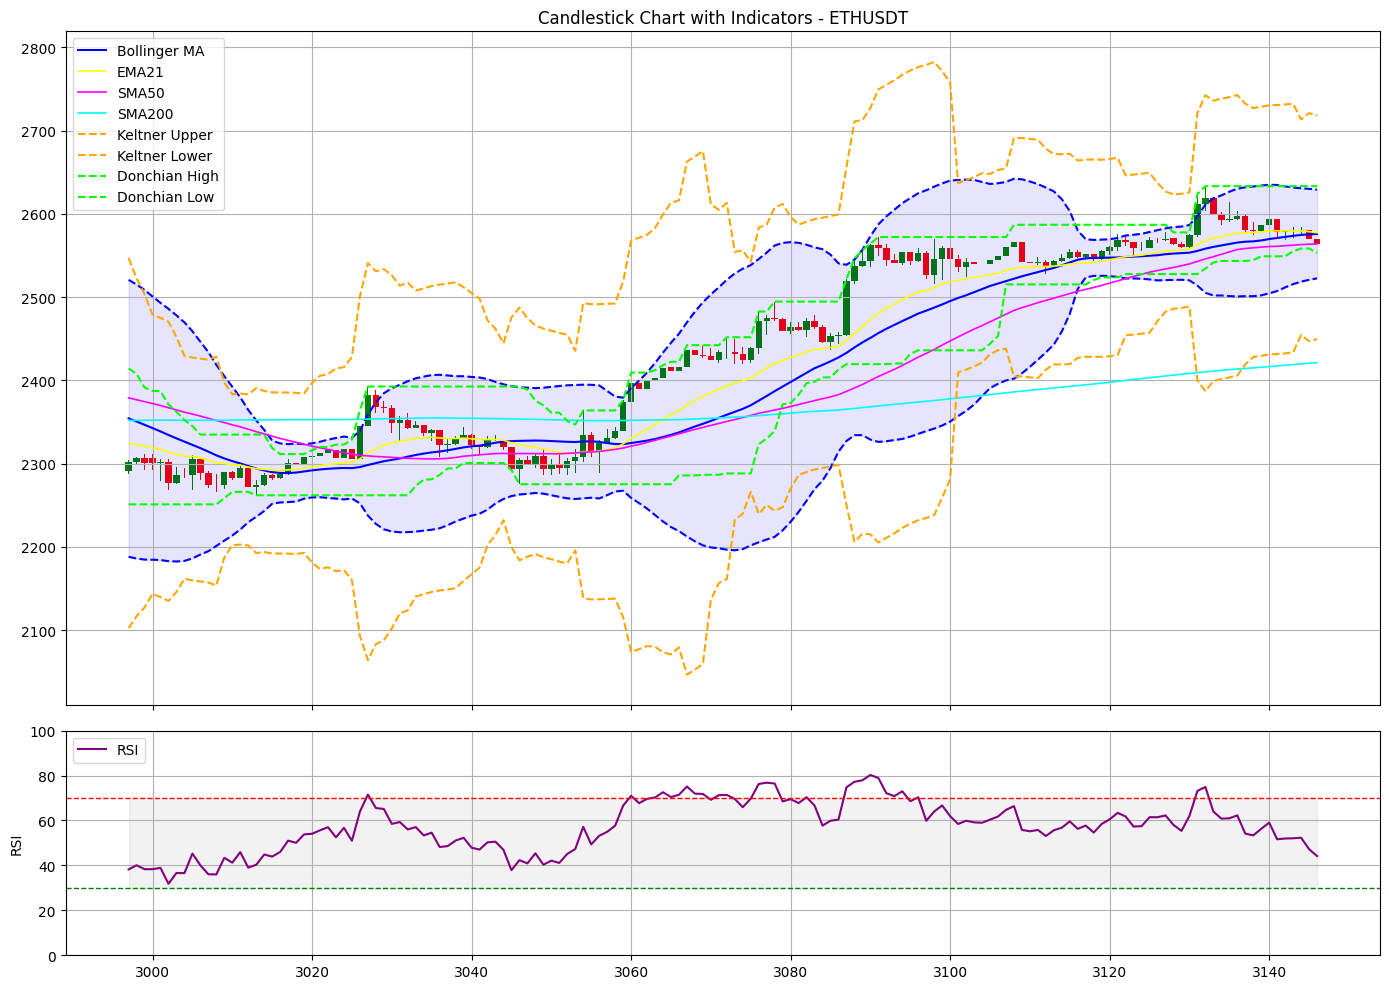 Candlestick Chart with Indicators - ETHUSDT
2800
2700
2600
2500
2400
2300
2200
2100
Bollinger MA
EMA21
SMA50
SMA200
Keltner Upper
Keltner Lower
Donchian High
Donchian Low
100
80
60
40
20
0
RSI
RSI
3000
3020
3040
3060
3080
3100
3120
3140